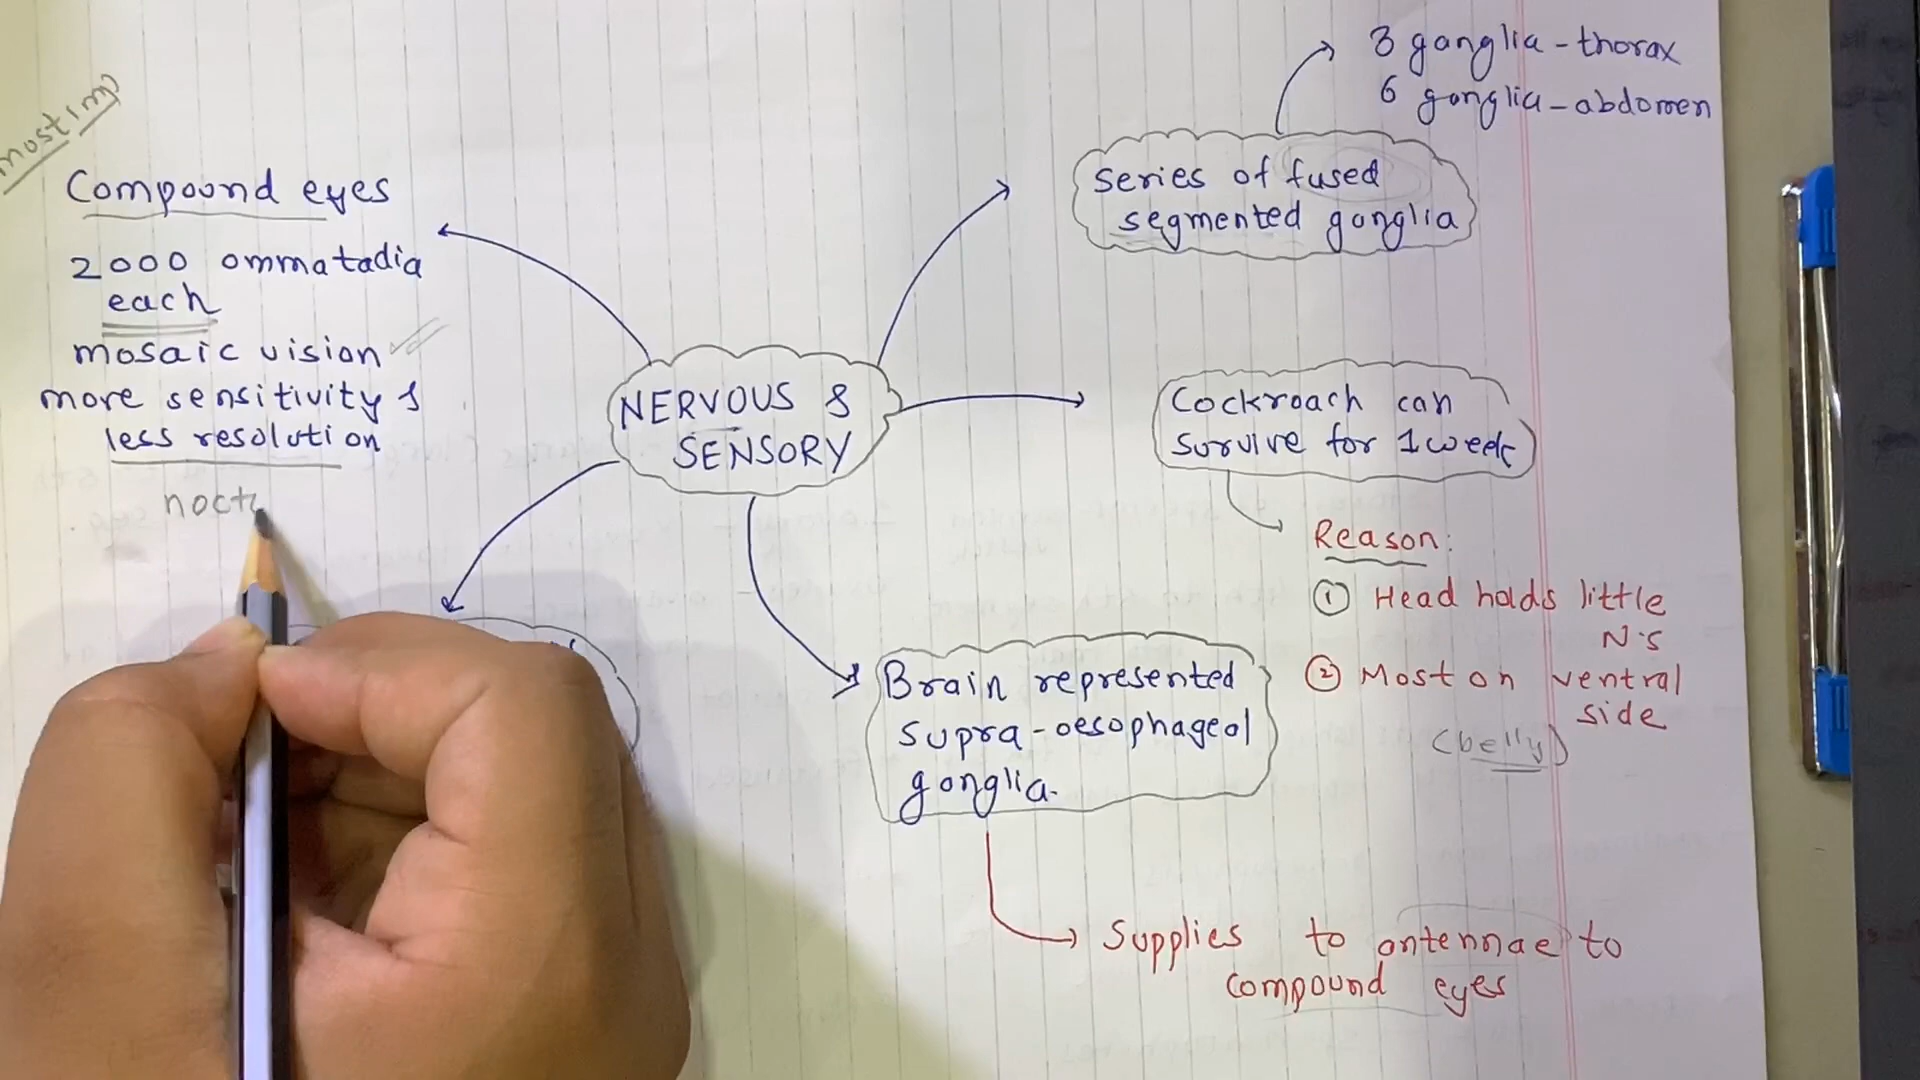 most imp
Compound eyes
2000 ommatadia
each
mosaic vision
more sensitivity &
less resolution
noctu
NERVOUS &
SENSORY
3 ganglia - thorax
6 ganglia - abdomen
series of fused
segmented ganglia
Cockroach can
survive for 1 week
Reason:
① Head holds little
N.S
② Most on ventral
side
(belly)
Brain represented
supra-oesophageal
ganglia.
Supplies to antennae to
compound eyes